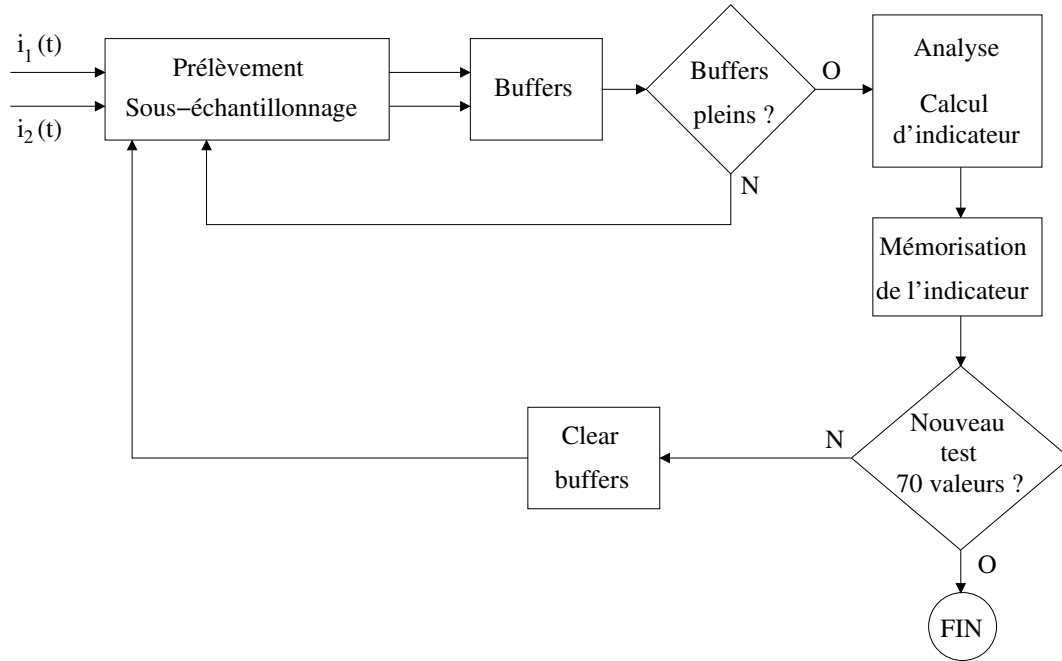 i1(t)
i2(t)
Prélèvement
Sous−échantillonnage
Buffers
Buffers
pleins ?
O
N
Analyse
Calcul
d'indicateur
Mémorisation
de l'indicateur
Nouveau
test
70 valeurs ?
N
O
Clear
buffers
FIN